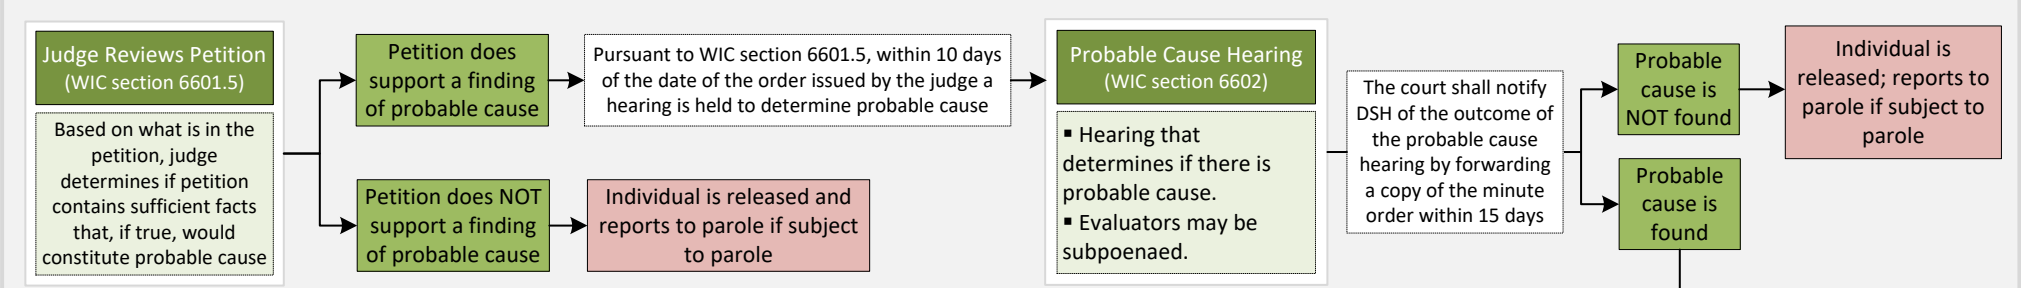 Judge Reviews Petition
(WIC section 6601.5)
Based on what is in the
petition, judge
determines if petition
contains sufficient facts
that, if true, would
constitute probable cause
Petition does
support a finding
of probable cause
Pursuant to WIC section 6601.5, within 10 days
of the date of the order issued by the judge a
hearing is held to determine probable cause
Petition does NOT
support a finding
of probable cause
Individual is released and
reports to parole if subject
to parole
Probable Cause Hearing
(WIC section 6602)
▪ Hearing that
determines if there is
probable cause.
▪ Evaluators may be
subpoenaed.
The court shall notify
DSH of the outcome of
the probable cause
hearing by forwarding
a copy of the minute
order within 15 days
Probable
cause is
NOT found
Individual is
released; reports to
parole if subject to
parole
Probable
cause is
found